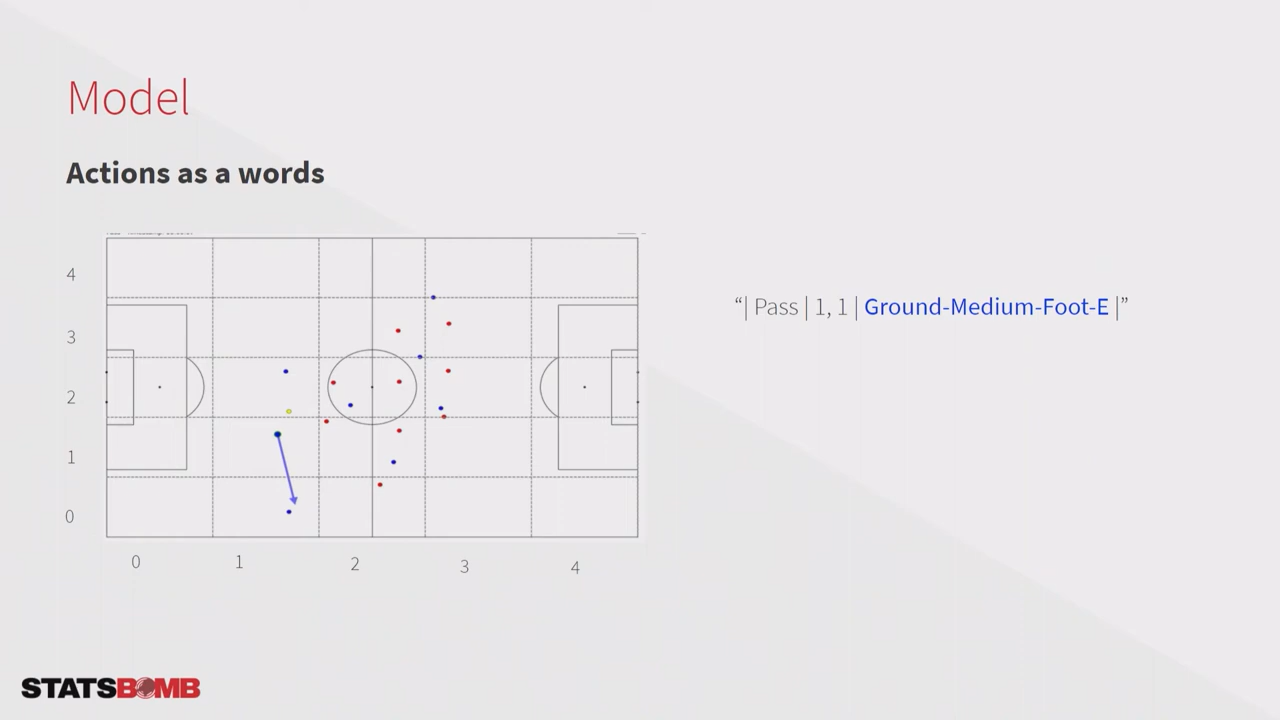 Model
Actions as a words
4
3
2
1
0
0 1 2 3 4
“| Pass | 1, 1 | Ground-Medium-Foot-E |”
STATSBOMB